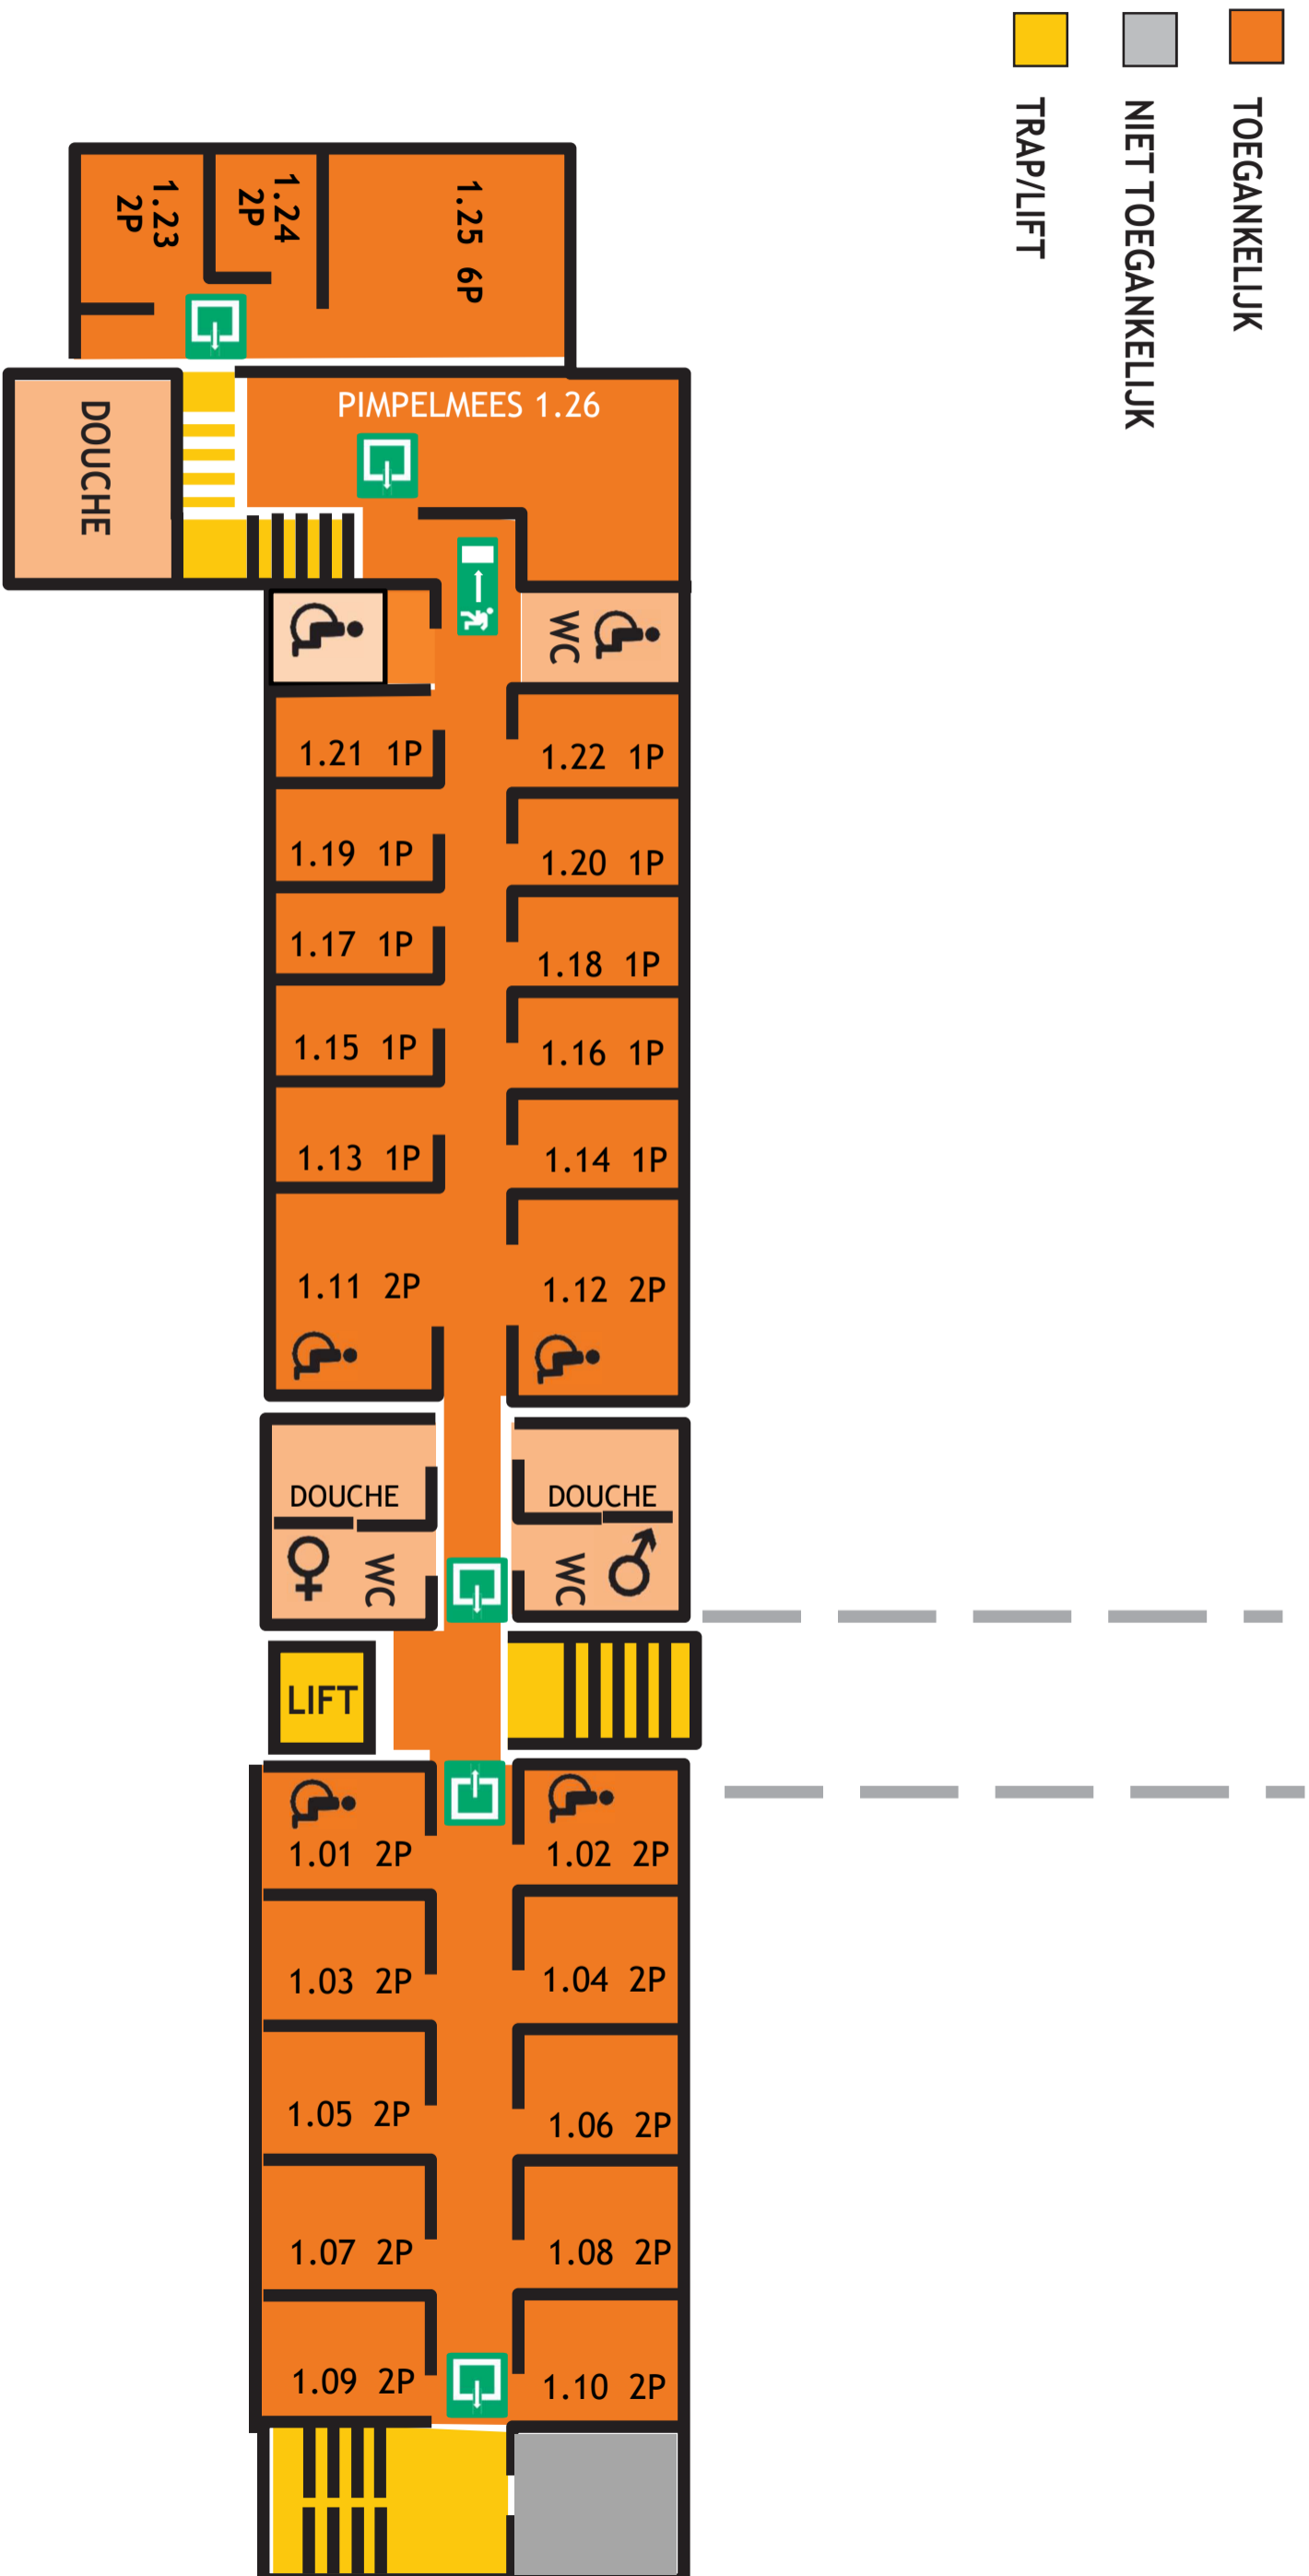 TOEGANKELIJK
NIET TOEGANKELIJK
TRAP/LIFT
1.23
2P
1.24
2P
1.25 6P
PIMPELMEES 1.26
DOUCHE
WC
1.21 1P
1.22 1P
1.19 1P
1.20 1P
1.17 1P
1.18 1P
1.15 1P
1.16 1P
1.13 1P
1.14 1P
1.11 2P
1.12 2P
DOUCHE
DOUCHE
WC
WC
LIFT
1.01 2P
1.02 2P
1.03 2P
1.04 2P
1.05 2P
1.06 2P
1.07 2P
1.08 2P
1.09 2P
1.10 2P